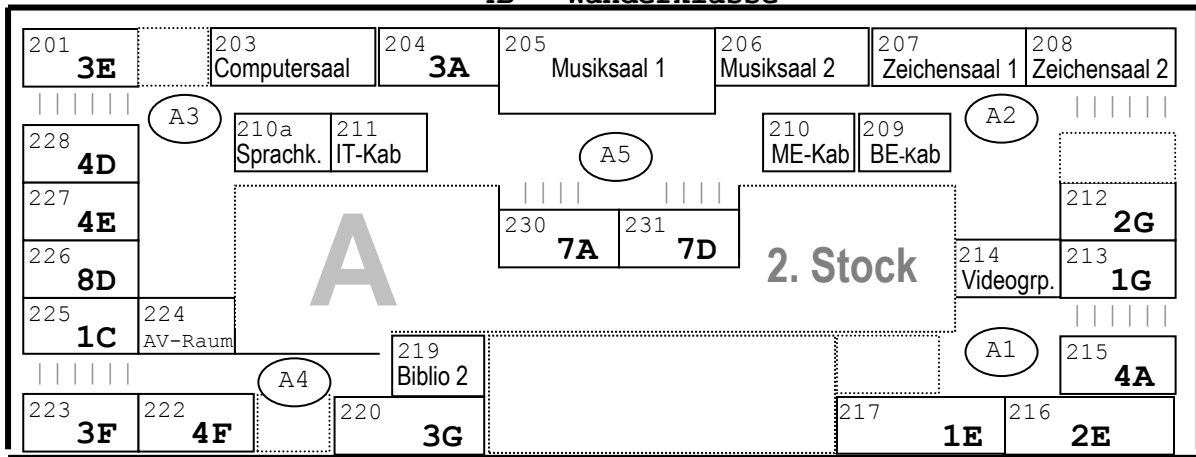 Wanderklasse
201 3E
203 Computersaal
204 3A
205 Musiksaal 1
206 Musiksaal 2
207 Zeichensaal 1
208 Zeichensaal 2
A3
A2
228 4D
210a Sprachk.
211 IT-Kab
A5
210 ME-Kab
209 BE-Kab
227 4E
A
230 7A
231 7D
2. Stock
212 2G
226 8D
214 Videogrp.
213 1G
225 1C
224 AV-Raum
219 Biblio 2
A4
A1
215 4A
223 3F
222 4F
220 3G
217 1E
216 2E